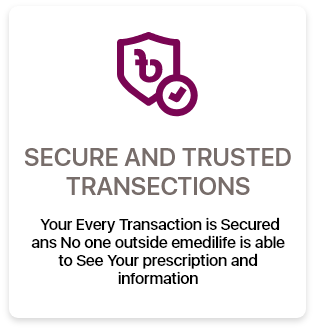 ৳
SECURE AND TRUSTED
TRANSECTIONS
Your Every Transaction is Secured
ans No one outside emedilife is able
to See Your prescription and
information